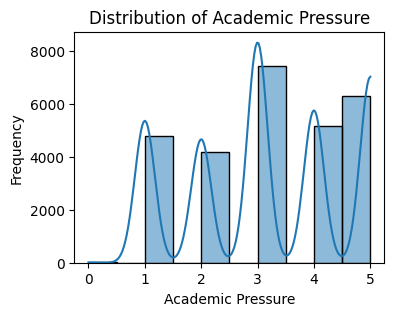 Distribution of Academic Pressure
8000
6000
4000
2000
0
Frequency
0 1 2 3 4 5
Academic Pressure